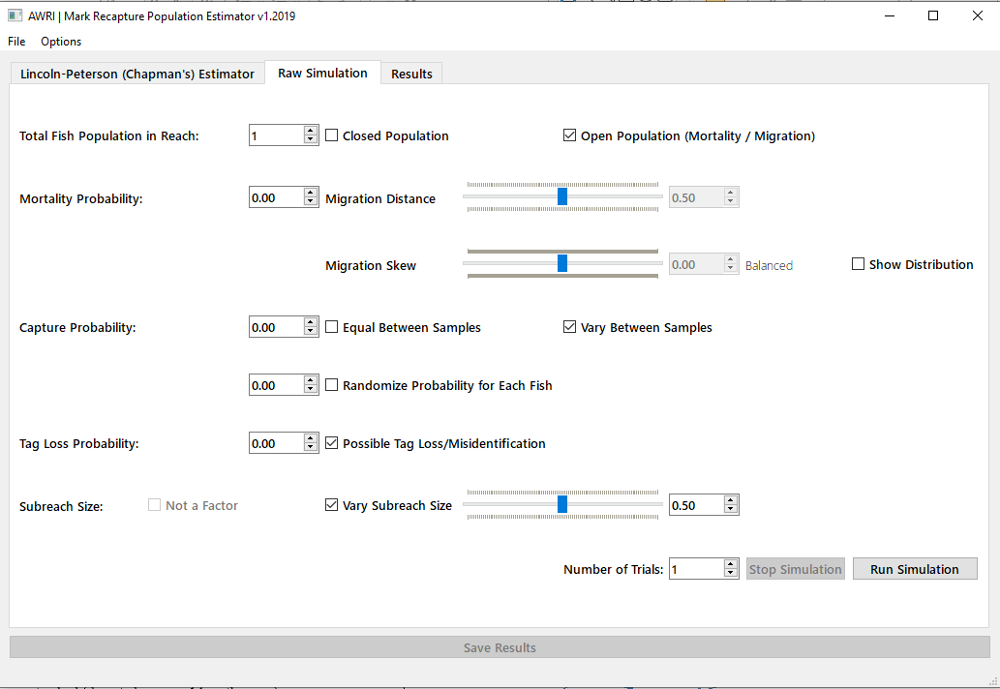 AWRI | Mark Recapture Population Estimator v1.2019
File Options
Lincoln-Peterson (Chapman's) Estimator Raw Simulation Results
Total Fish Population in Reach: 1 Closed Population Open Population (Mortality / Migration)
Mortality Probability: 0.00 Migration Distance 0.50
Migration Skew 0.00 Balanced Show Distribution
Capture Probability: 0.00 Equal Between Samples Vary Between Samples
0.00 Randomize Probability for Each Fish
Tag Loss Probability: 0.00 Possible Tag Loss/Misidentification
Subreach Size: Not a Factor Vary Subreach Size 0.50
Number of Trials: 1 Stop Simulation Run Simulation
Save Results